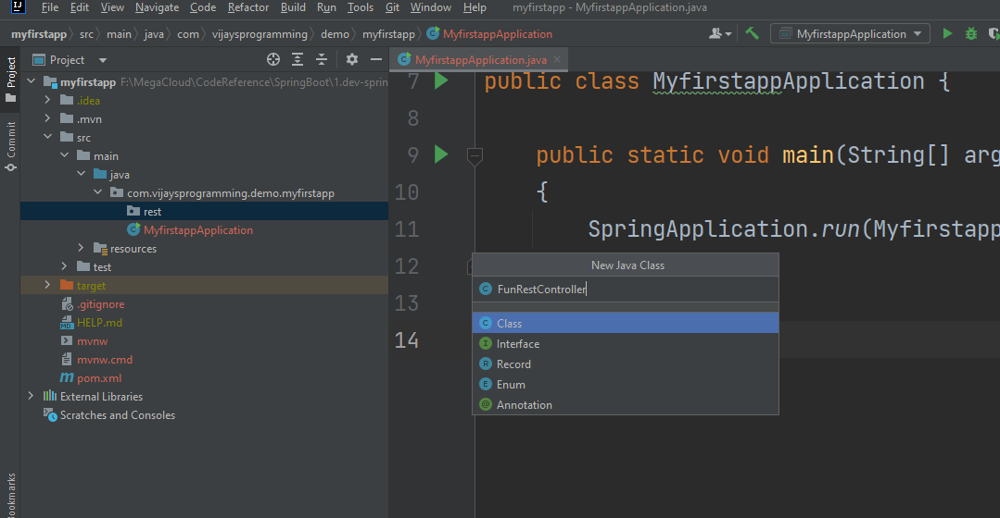 IJ File Edit View Navigate Code Refactor Build Run Tools Git Window Help myfirstapp - MyfirstappApplication.java
myfirstapp src main java com vijaysprogramming demo myfirstapp MyfirstappApplication MyfirstappApplication
Project
Commit
Bookmarks
Project
myfirstapp F:\MegaCloud\CodeReference\SpringBoot\1.dev-sprin
.idea
.mvn
src
main
java
com.vijaysprogramming.demo.myfirstapp
rest
MyfirstappApplication
resources
test
target
.gitignore
HELP.md
mvnw
mvnw.cmd
pom.xml
External Libraries
Scratches and Consoles
MyfirstappApplication.java
7 public class MyfirstappApplication {
8
9 public static void main(String[] arg
10 {
11 SpringApplication.run(Myfirstapp
12
13
14
New Java Class
FunRestController
Class
Interface
Record
Enum
Annotation